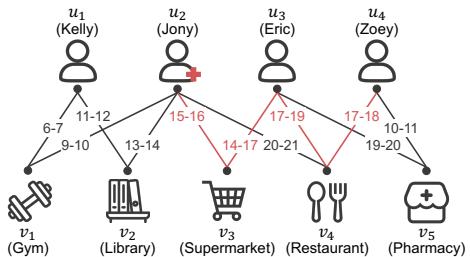 u₁ u₂ u₃ u₄
(Kelly) (Jony) (Eric) (Zoey)
11-12 15-16 17-19 17-18
6-7 10-11
9-10 13-14 14-17 20-21 19-20
v₁ v₂ v₃ v₄ v₅
(Gym) (Library) (Supermarket) (Restaurant) (Pharmacy)